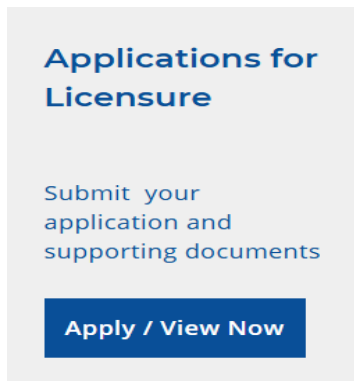 Applications for
Licensure
Submit your
application and
supporting documents
Apply / View Now